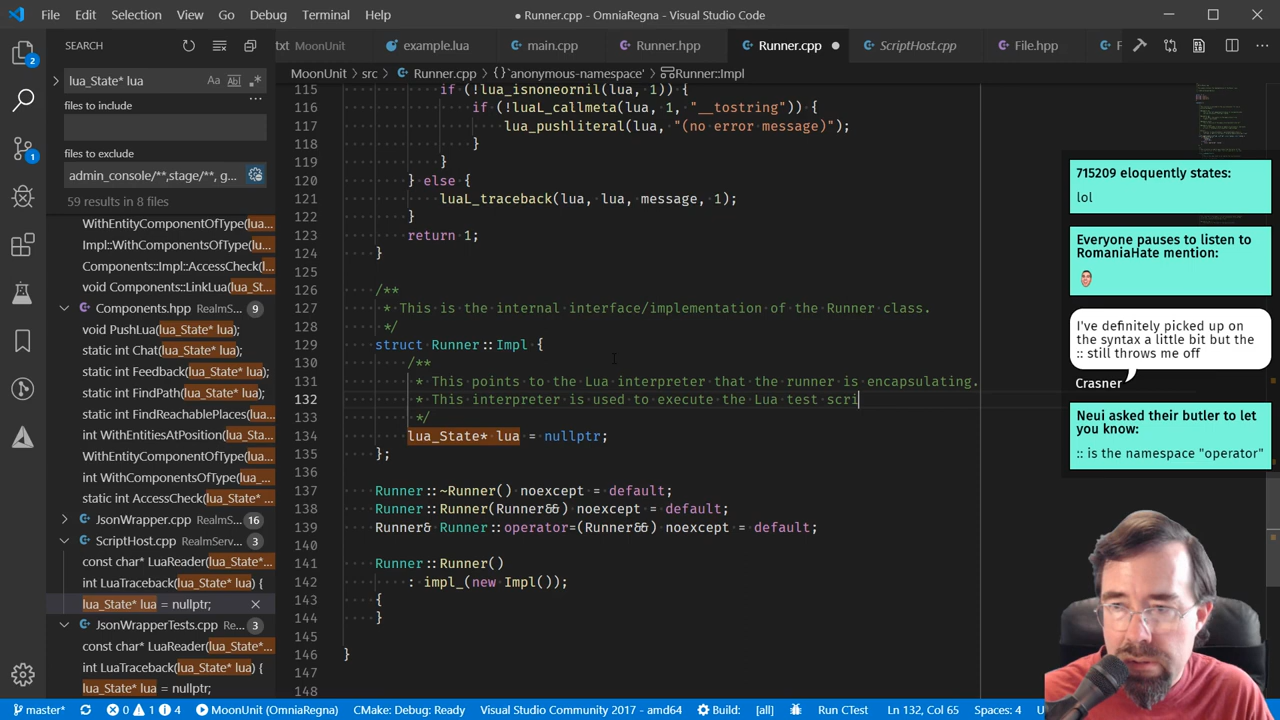 File Edit Selection View Go Debug Terminal Help
● Runner.cpp - OmniaRegna - Visual Studio Code
SEARCH
txt MoonUnit example.lua main.cpp Runner.hpp Runner.cpp ● ScriptHost.cpp File.hpp
MoonUnit > src > Runner.cpp > {} `anonymous-namespace' > Runner::Impl
lua_State* lua
files to include
files to exclude
admin_console/**,stage/**, g...
59 results in 8 files
WithEntityComponentOfType(lua...
Impl::WithComponentsOfType(l...
Components::Impl::AccessCheck(l...
void Components::LinkLua(lua_St...
Components.hpp RealmS... 9
void PushLua(lua_State* lua);
static int Chat(lua_State* lua);
static int Feedback(lua_State* lua);
static int FindPath(lua_State* lua);
static int FindReachablePlaces(lua...
int WithEntitiesAtPosition(lua_Stat...
WithEntityComponentOfType(lua...
int WithComponentsOfType(lua_...
static int AccessCheck(lua_State* ...
JsonWrapper.cpp RealmS... 16
ScriptHost.cpp RealmServ... 3
const char* LuaReader(lua_State*...
int LuaTraceback(lua_State* lua) {
lua_State* lua = nullptr;
JsonWrapperTests.cpp Re... 3
const char* LuaReader(lua_State*...
int LuaTraceback(lua_State* lua) {
lua_State* lua = nullptr;
115 if (!lua_isnoneornil(lua, 1)) {
116 if (!luaL_callmeta(lua, 1, "__tostring")) {
117 lua_pushliteral(lua, "(no error message)");
118 }
119 }
120 } else {
121 luaL_traceback(lua, lua, message, 1);
122 }
123 return 1;
124 }
125
126 /**
127 * This is the internal interface/implementation of the Runner class.
128 */
129 struct Runner::Impl {
130 /**
131 * This points to the Lua interpreter that the runner is encapsulating.
132 * This interpreter is used to execute the Lua test scri
133 */
134 lua_State* lua = nullptr;
135 };
136
137 Runner::~Runner() noexcept = default;
138 Runner::Runner(Runner&&) noexcept = default;
139 Runner& Runner::operator=(Runner&&) noexcept = default;
140
141 Runner::Runner()
142 : impl_(new Impl());
143 {
144 }
145
146 }
147
148
715209 eloquently states:
lol
Everyone pauses to listen to
RomaniaHate mention:
I've definitely picked up on
the syntax a little bit but the
:: still throws me off
Crasner
Neui asked their butler to let
you know:
:: is the namespace "operator"
master* 0 1 4 MoonUnit (OmniaRegna) CMake: Debug: Ready Visual Studio Community 2017 - amd64 Build: [all] Run CTest Ln 132, Col 65 Spaces: 4